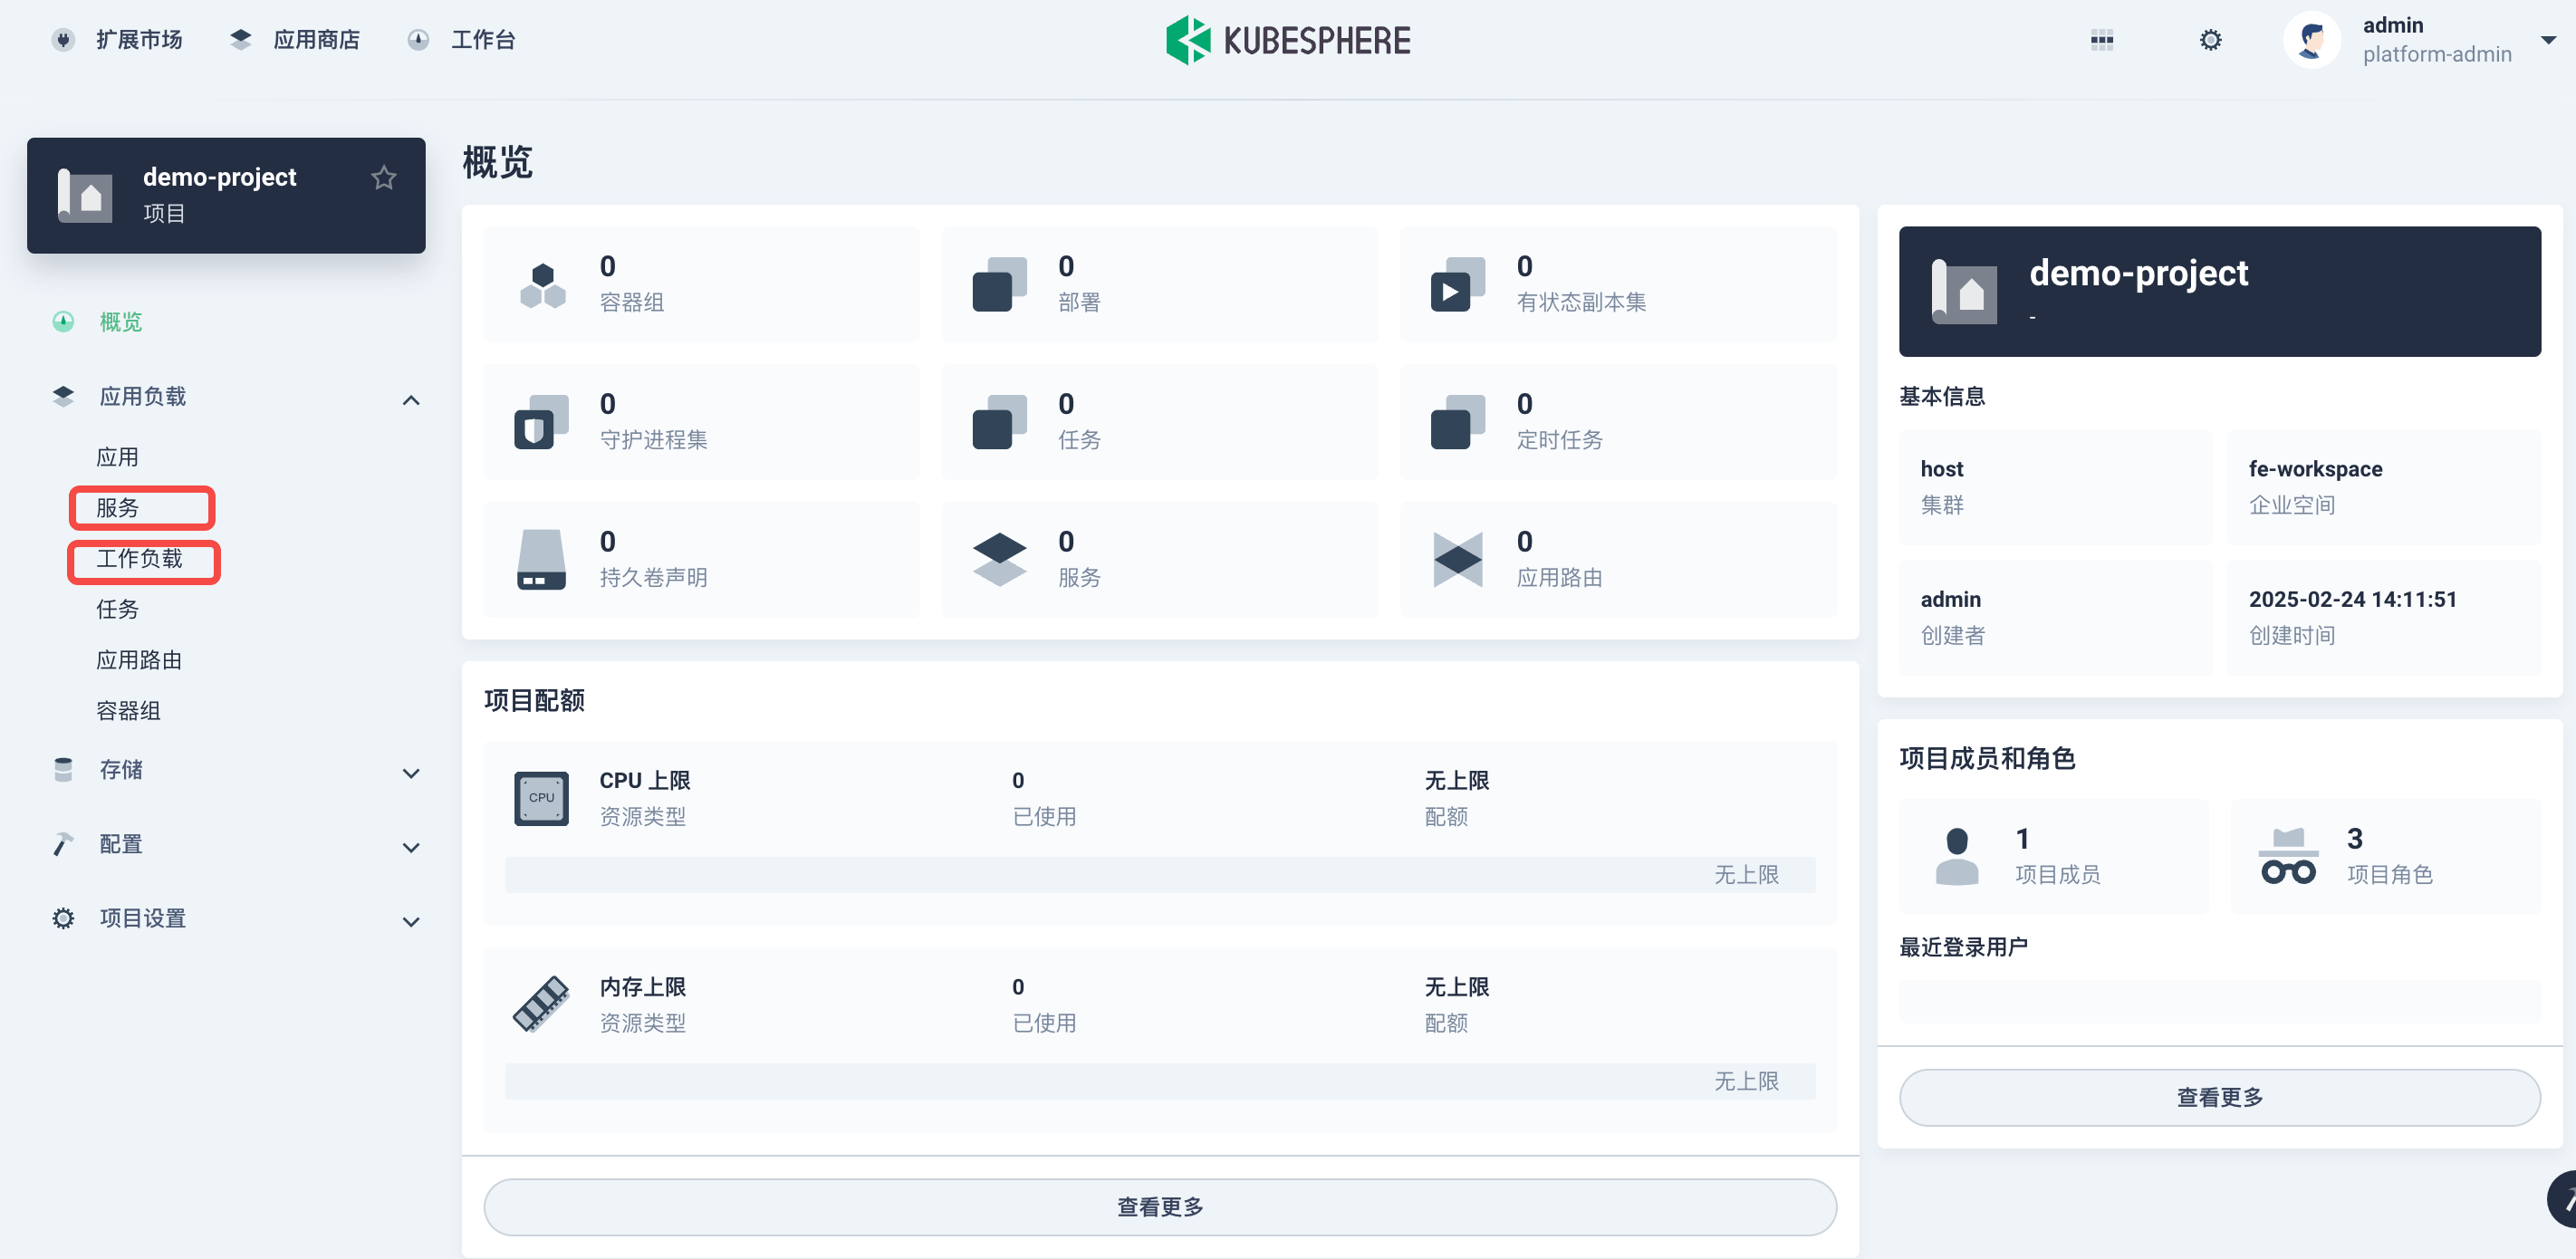 扩展市场
应用商店
工作台
KUBESPHERE
admin
platform-admin
demo-project
项目
概览
应用负载
应用
服务
工作负载
任务
应用路由
容器组
存储
配置
项目设置
概览
0
容器组
0
部署
0
有状态副本集
0
守护进程集
0
任务
0
定时任务
0
持久卷声明
0
服务
0
应用路由
项目配额
CPU
CPU 上限
资源类型
0
已使用
无上限
配额
无上限
内存上限
资源类型
0
已使用
无上限
配额
无上限
查看更多
demo-project
-
基本信息
host
集群
fe-workspace
企业空间
admin
创建者
2025-02-24 14:11:51
创建时间
项目成员和角色
1
项目成员
3
项目角色
最近登录用户
查看更多